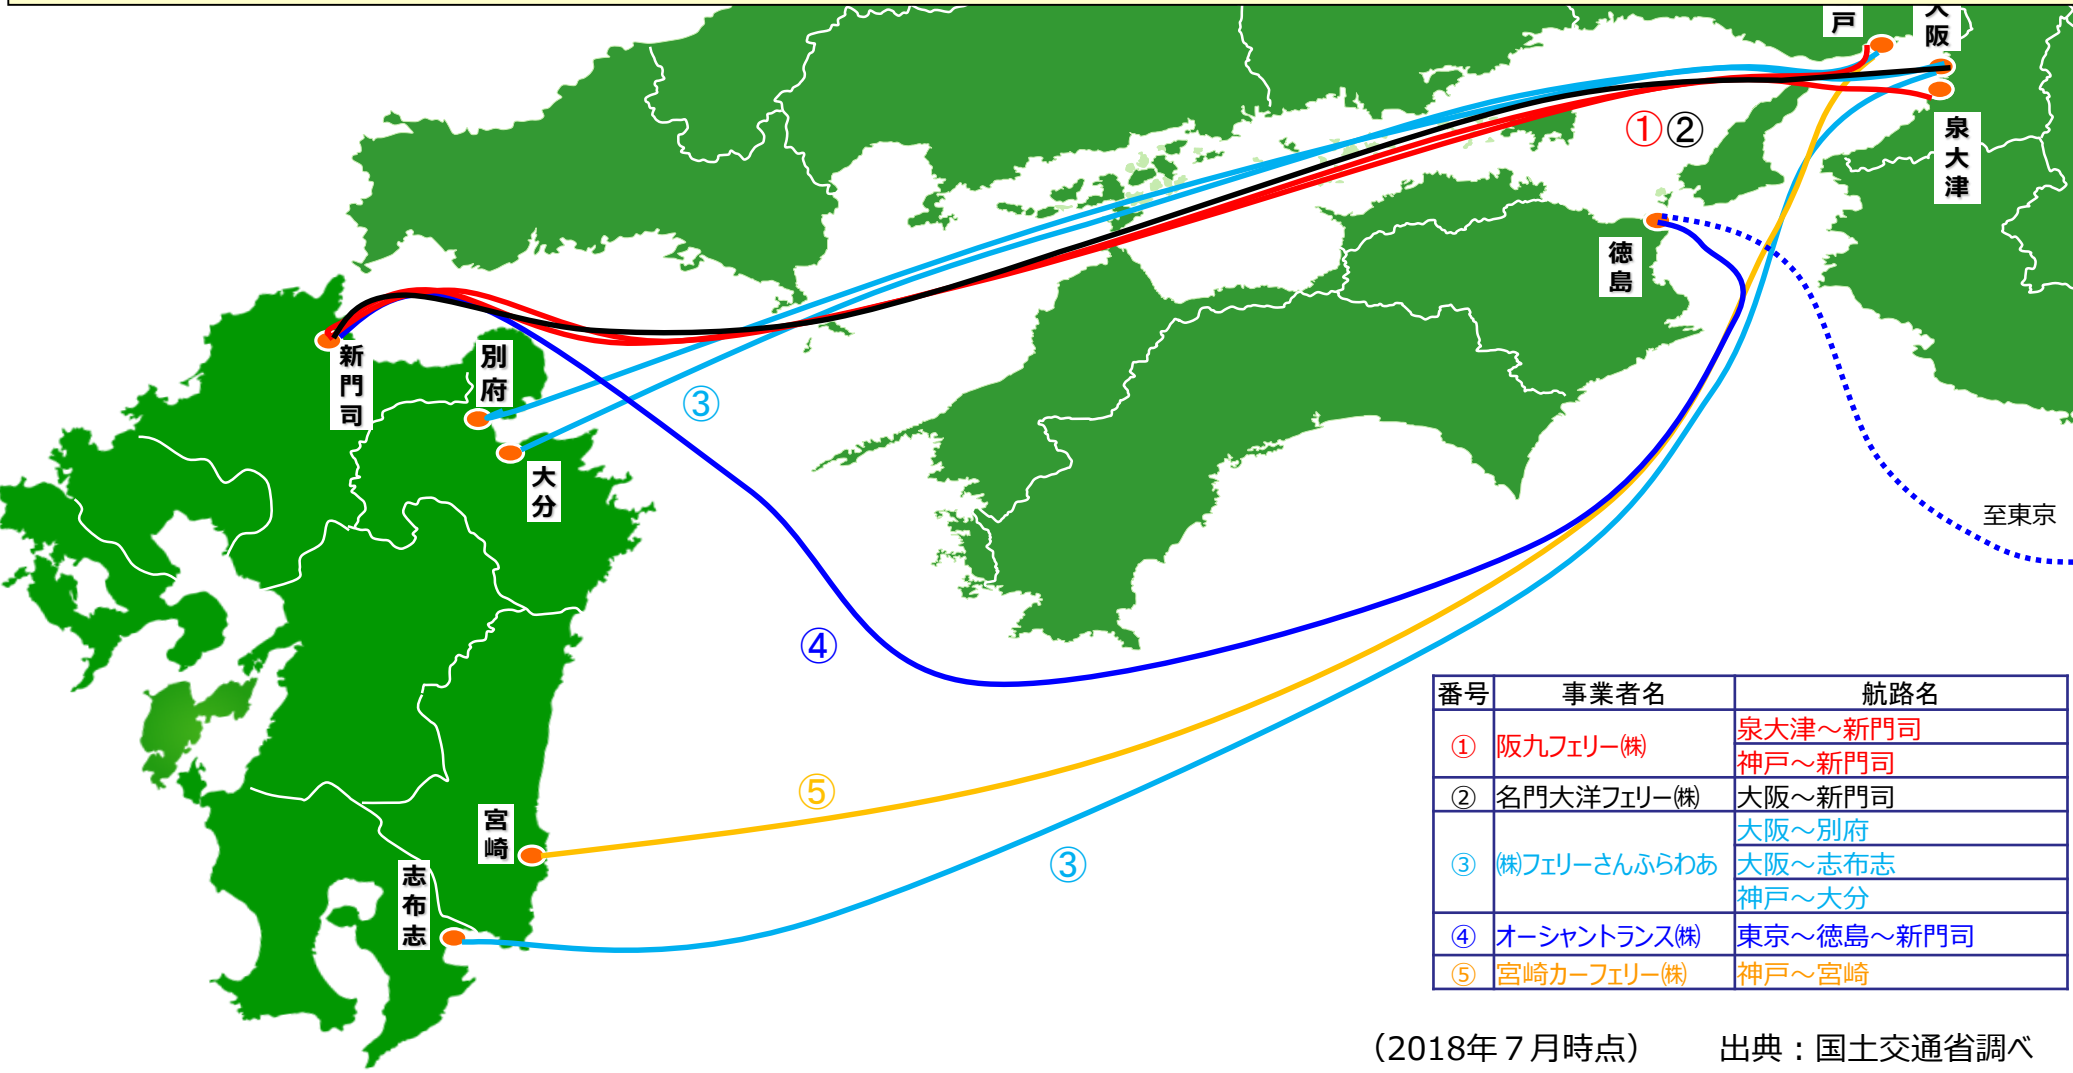 戸
大阪
泉大津
①②
徳島
新門司
別府
③
大分
至東京
④
⑤
宮崎
③
志布志
番号 事業者名 航路名
① 阪九フェリー㈱ 泉大津～新門司
神戸～新門司
② 名門大洋フェリー㈱ 大阪～新門司
③ ㈱フェリーさんふらわあ 大阪～別府
大阪～志布志
神戸～大分
④ オーシャントランス㈱ 東京～徳島～新門司
⑤ 宮崎カーフェリー㈱ 神戸～宮崎
（2018年７月時点） 出典：国土交通省調べ